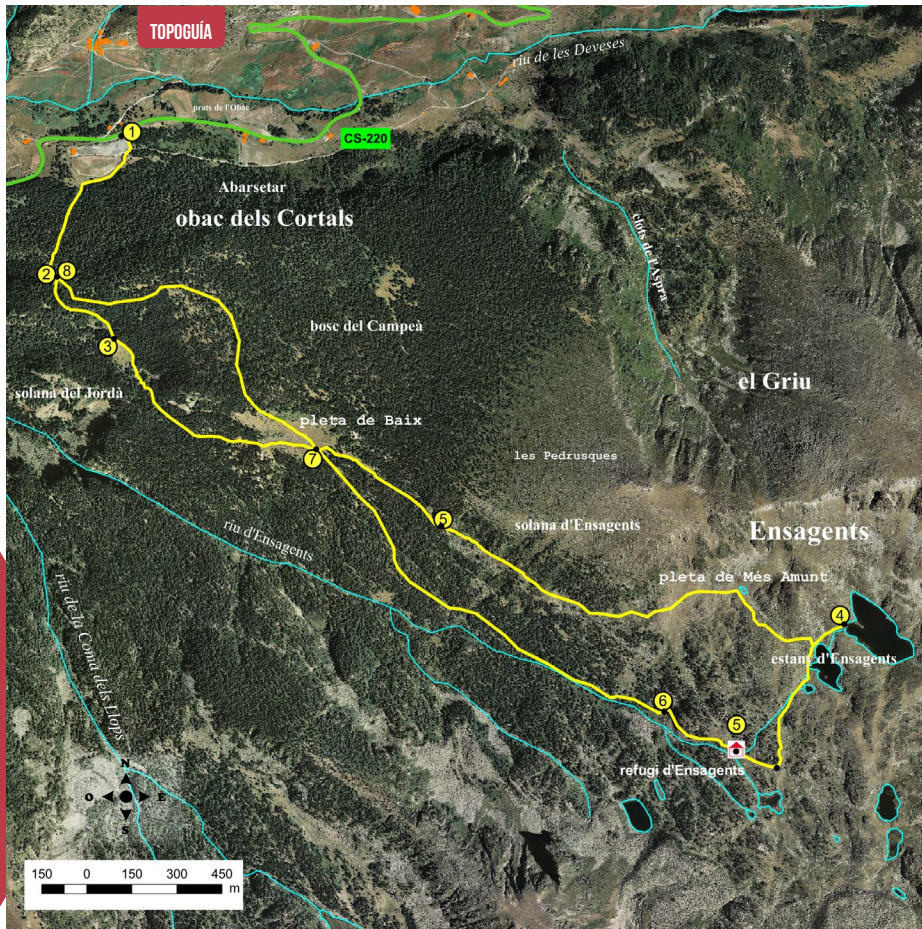 TOPOGUÍA
riu de les Deveses
prats de l'Obac
1
CS-220
Abarsetar
obac dels Cortals
clots de l'Aspra
2
8
bosc del Campeà
3
el Griu
solana del Jordà
pleta de Baix
7
les Pedrusques
5
solana d'Ensagents
Ensagents
riu d'Ensagents
pleta de Més Amunt
riu de la Coma dels Llops
4
estany d'Ensagents
6
5
refugi d'Ensagents
N
O E
S
150 0 150 300 450
m